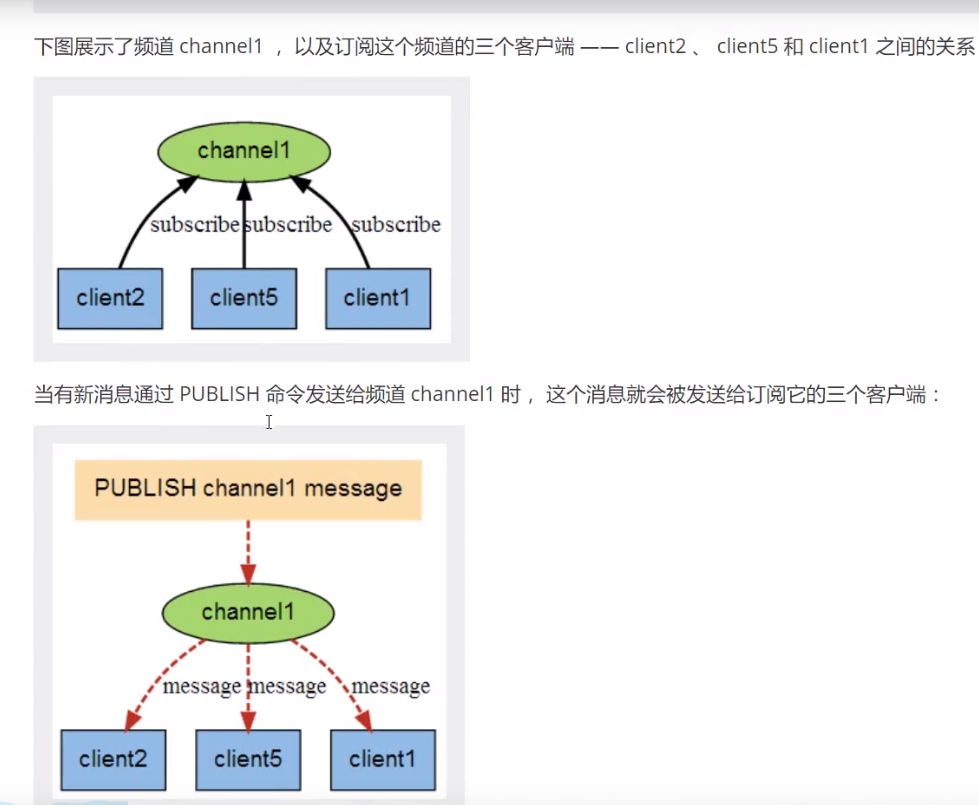 下图展示了频道 channel1 ，以及订阅这个频道的三个客户端 —— client2 、 client5 和 client1 之间的关系
channel1
subscribe subscribe subscribe
client2 client5 client1
当有新消息通过 PUBLISH 命令发送给频道 channel1 时， 这个消息就会被发送给订阅它的三个客户端：
PUBLISH channel1 message
channel1
message message message
client2 client5 client1